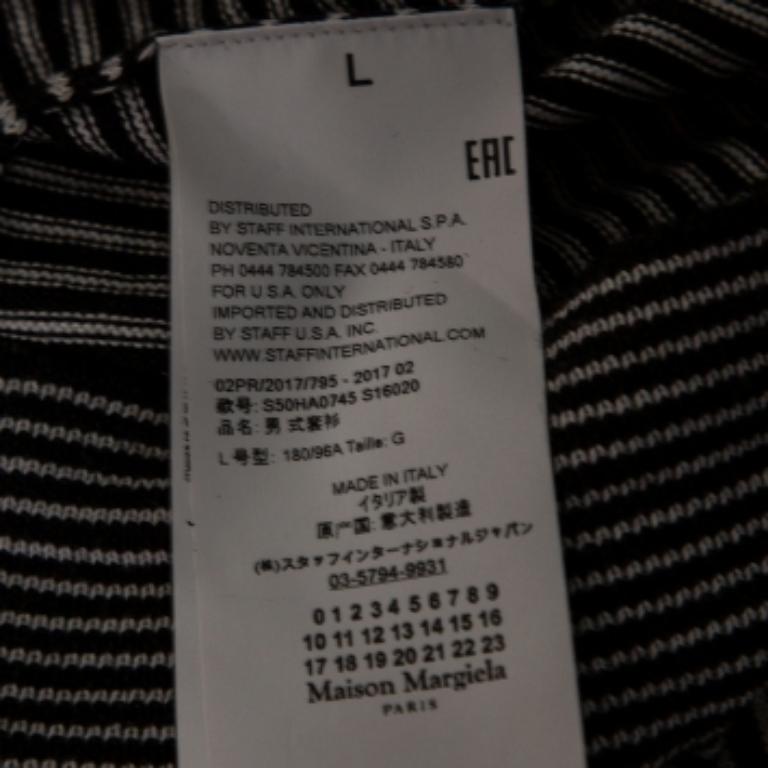 L
EAC
DISTRIBUTED
BY STAFF INTERNATIONAL S.P.A.
NOVENTA VICENTINA - ITALY
PH 0444 784500 FAX 0444 784580
FOR U.S.A. ONLY
IMPORTED AND DISTRIBUTED
BY STAFF U.S.A. INC.
WWW.STAFFINTERNATIONAL.COM
02PR/2017/795 - 2017 02
款号: S50HA0745 S16020
品名: 男 式套衫
L 号型: 180/96A Taille: G
MADE IN ITALY
イタリア製
原产国: 意大利製造
(株)スタッフインターナショナルジャパン
03-5794-9931
0 1 2 3 4 5 6 7 8 9
10 11 12 13 14 15 16
17 18 19 20 21 22 23
Maison Margiela
PARIS